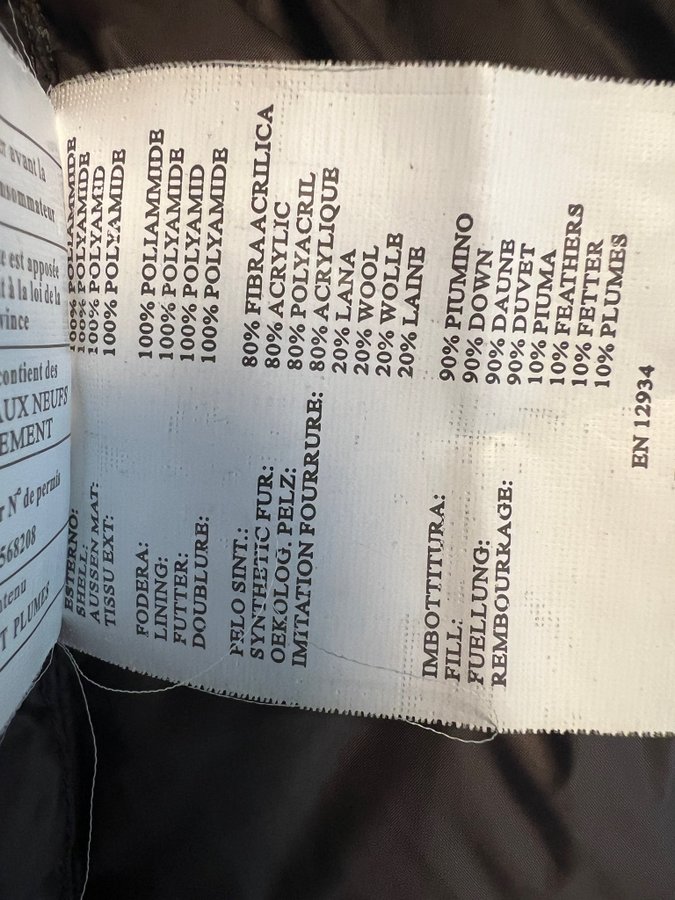 r avant la
nsommateur
e est apposée
t à la loi de la
vince
contient des
AUX NEUFS
EMENT
r N° de permis
568208
ntenu
T PLUMES
ESTERNO: 100% POLIAMMIDE
SHELL: 100% POLYAMIDE
AUSSEN MAT: 100% POLYAMID
TISSU EXT: 100% POLYAMIDE
FODERA: 100% POLIAMMIDE
LINING: 100% POLYAMIDE
FUTTER: 100% POLYAMID
DOUBLURE: 100% POLYAMIDE
PELO SINT.: 80% FIBRA ACRILICA
SYNTHETIC FUR: 80% ACRYLIC
OEKOLOG. PELZ: 80% POLYACRIL
IMITATION FOURRURE: 80% ACRYLIQUE
20% LANA
20% WOOL
20% WOLLE
20% LAINE
IMBOTTITURA: 90% PIUMINO
FILL: 90% DOWN
FUELLUNG: 90% DAUNE
REMBOURRAGE: 90% DUVET
10% PIUMA
10% FEATHERS
10% FETTER
10% PLUMES
EN 12934